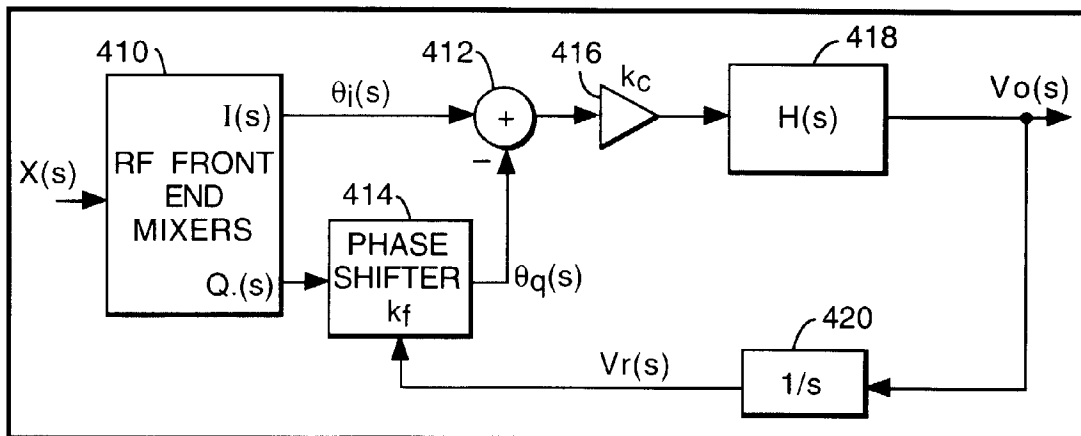 410
412
416
418
kc
θi(s)
Vo(s)
I(s)
+
H(s)
X(s)
RF FRONT
END
MIXERS
−
414
PHASE
SHIFTER
kf
θq(s)
Q.(s)
420
Vr(s)
1/s